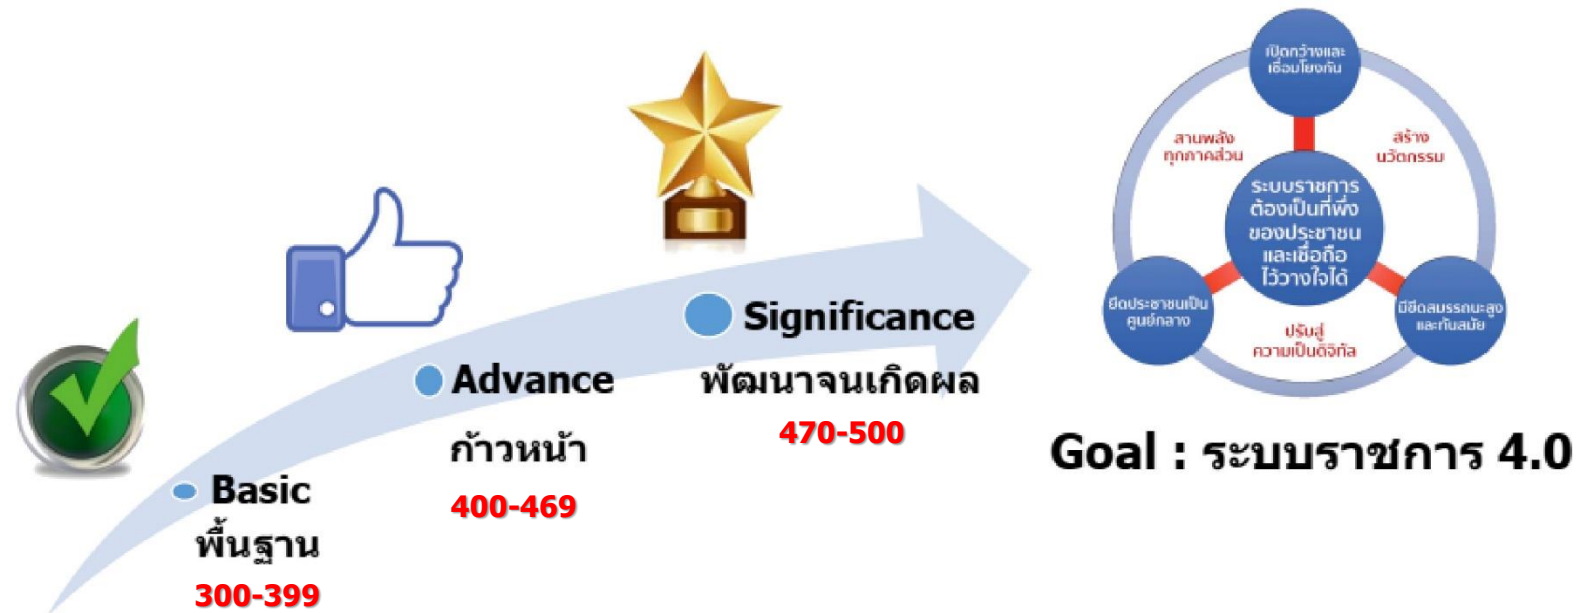 Basic
พื้นฐาน
300-399
Advance
ก้าวหน้า
400-469
Significance
พัฒนาจนเกิดผล
470-500
เปิดกว้างและ
เชื่อมโยงกัน
สานพลัง
ทุกภาคส่วน
สร้าง
นวัตกรรม
ระบบราชการ
ต้องเป็นที่พึ่ง
ของประชาชน
และเชื่อถือ
ไว้วางใจได้
ยึดประชาชนเป็น
ศูนย์กลาง
มีขีดสมรรถนะสูง
และทันสมัย
ปรับสู่
ความเป็นดิจิทัล
Goal : ระบบราชการ 4.0